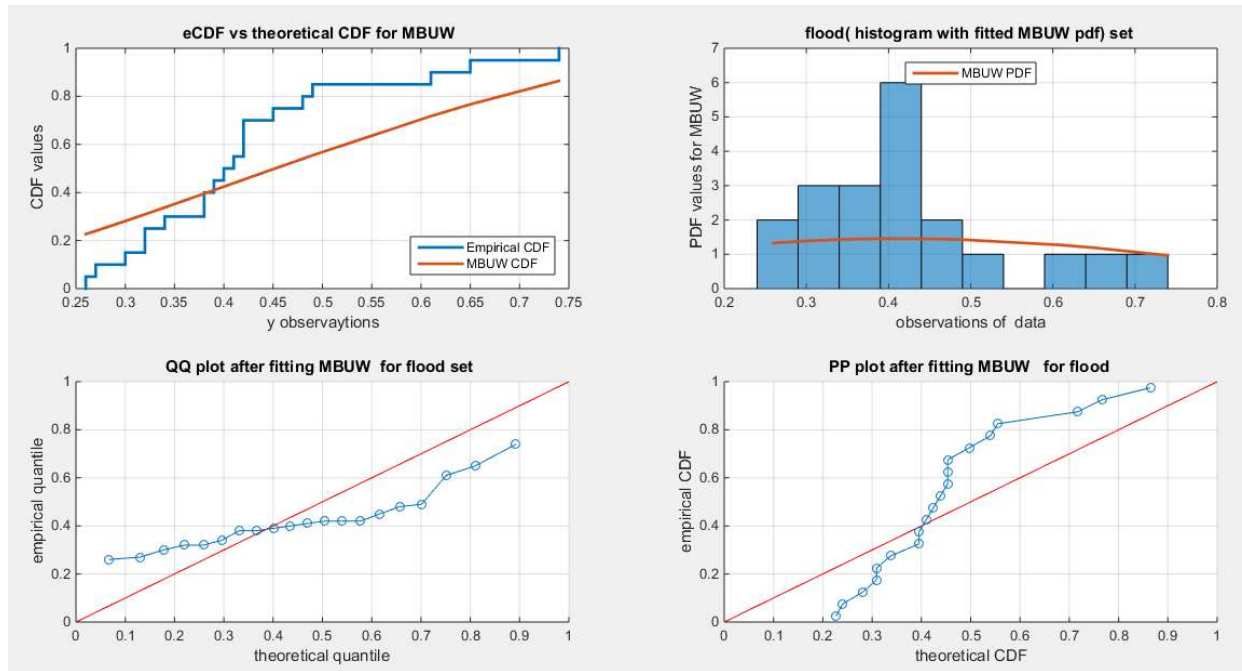 eCDF vs theoretical CDF for MBUW
CDF values
1
0.8
0.6
0.4
0.2
0
0.25 0.3 0.35 0.4 0.45 0.5 0.55 0.6 0.65 0.7 0.75
y observaytions
Empirical CDF
MBUW CDF
flood( histogram with fitted MBUW pdf) set
PDF values for MBUW
7
6
5
4
3
2
1
0
0.2 0.3 0.4 0.5 0.6 0.7 0.8
observations of data
MBUW PDF
QQ plot after fitting MBUW for flood set
empirical quantile
1
0.8
0.6
0.4
0.2
0
0 0.1 0.2 0.3 0.4 0.5 0.6 0.7 0.8 0.9 1
theoretical quantile
PP plot after fitting MBUW for flood
empirical CDF
1
0.8
0.6
0.4
0.2
0
0 0.1 0.2 0.3 0.4 0.5 0.6 0.7 0.8 0.9 1
theoretical CDF